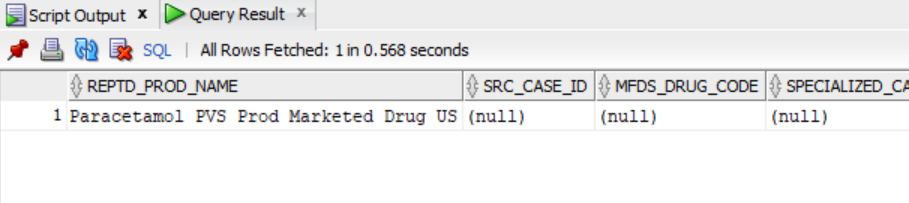 Script Output x Query Result x
SQL | All Rows Fetched: 1 in 0.568 seconds
REPTD_PROD_NAME SRC_CASE_ID MFDS_DRUG_CODE SPECIALIZED_CA
1 Paracetamol PVS Prod Marketed Drug US (null) (null) (null)